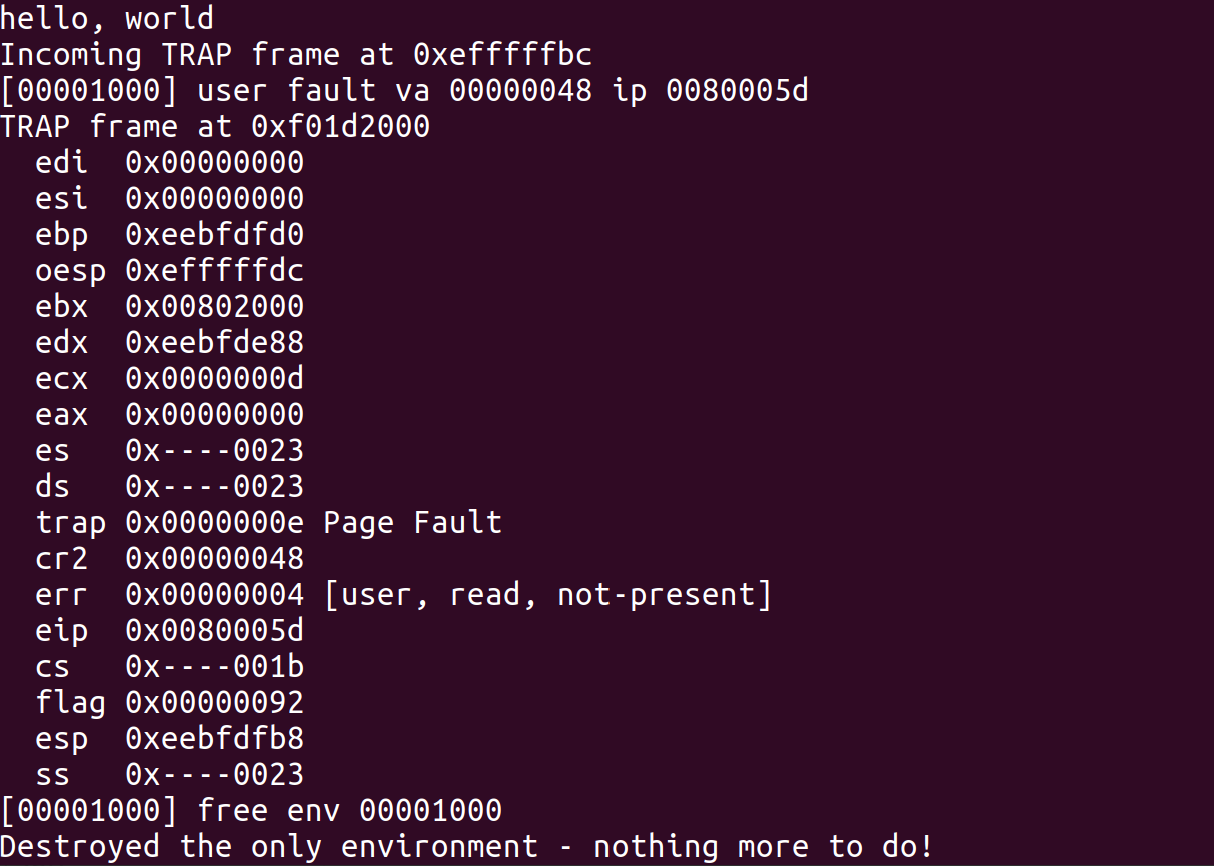 hello, world
Incoming TRAP frame at 0xefffffbc
[00001000] user fault va 00000048 ip 0080005d
TRAP frame at 0xf01d2000
  edi  0x00000000
  esi  0x00000000
  ebp  0xeebfdfd0
  oesp 0xefffffdc
  ebx  0x00802000
  edx  0xeebfde88
  ecx  0x0000000d
  eax  0x00000000
  es   0x----0023
  ds   0x----0023
  trap 0x0000000e Page Fault
  cr2  0x00000048
  err  0x00000004 [user, read, not-present]
  eip  0x0080005d
  cs   0x----001b
  flag 0x00000092
  esp  0xeebfdfb8
  ss   0x----0023
[00001000] free env 00001000
Destroyed the only environment - nothing more to do!